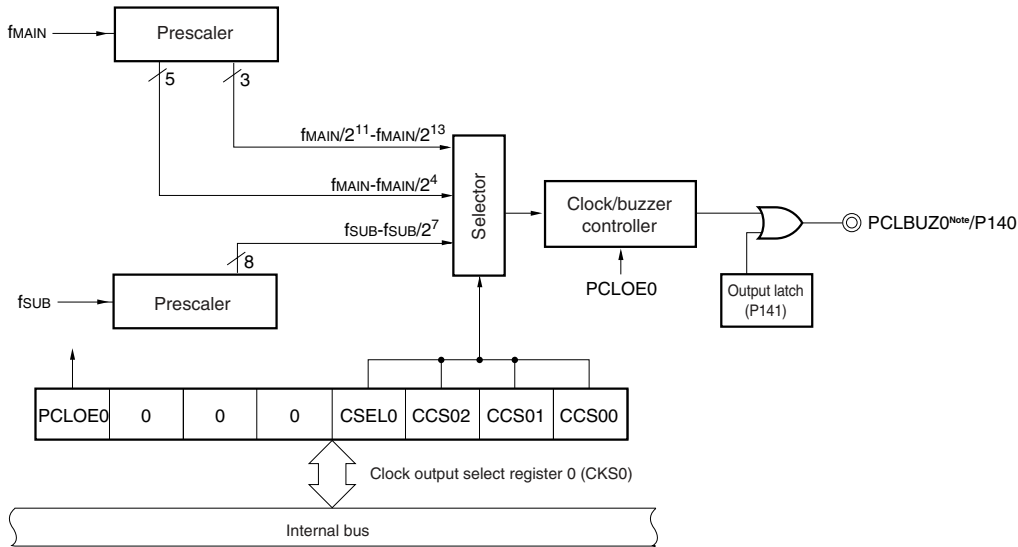 fMAIN
Prescaler
5
3
fMAIN/2¹¹-fMAIN/2¹³
fMAIN-fMAIN/2⁴
fSUB-fSUB/2⁷
8
fSUB
Prescaler
Selector
Clock/buzzer
controller
PCLOE0
PCLBUZ0Note/P140
Output latch
(P141)
PCLOE0 0 0 0 CSEL0 CCS02 CCS01 CCS00
Clock output select register 0 (CKS0)
Internal bus